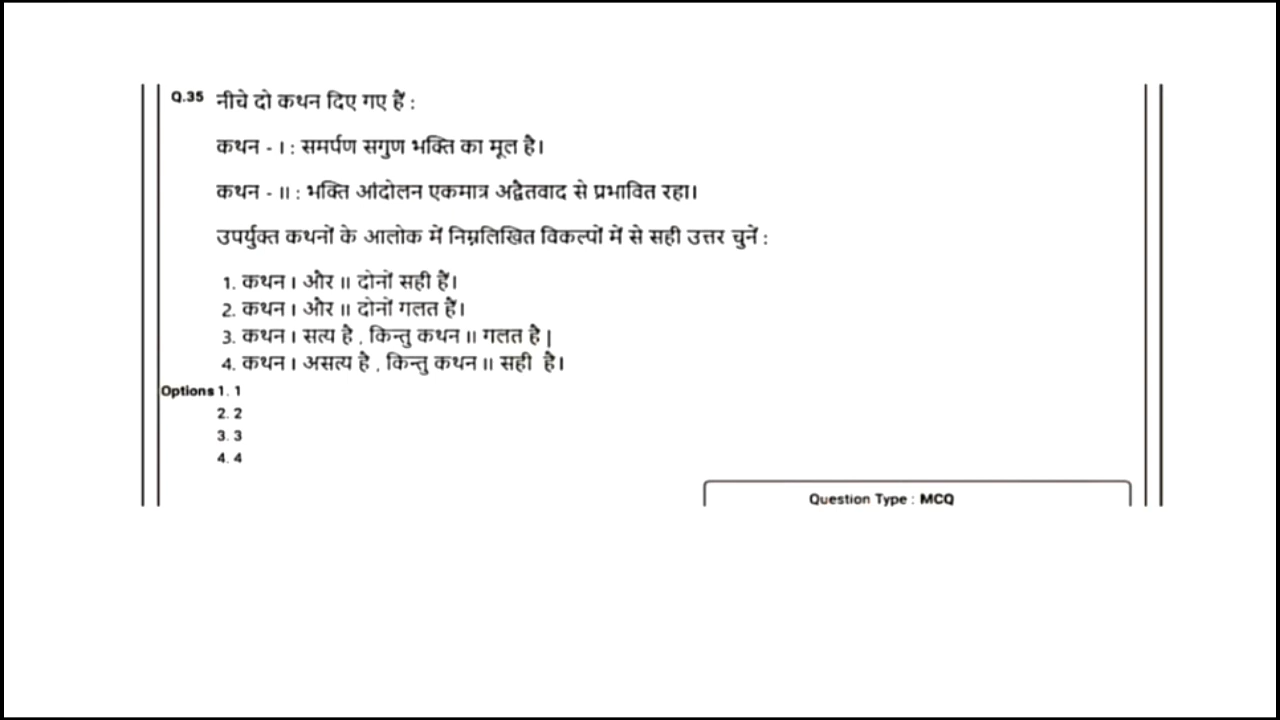 Q.35 नीचे दो कथन दिए गए हैं :
कथन - I : समर्पण सगुण भक्ति का मूल है।
कथन - II : भक्ति आंदोलन एकमात्र अद्वैतवाद से प्रभावित रहा।
उपर्युक्त कथनों के आलोक में निम्नलिखित विकल्पों में से सही उत्तर चुनें :
1. कथन I और II दोनों सही हैं।
2. कथन I और II दोनों गलत हैं।
3. कथन I सत्य है , किन्तु कथन II गलत है |
4. कथन I असत्य है , किन्तु कथन II सही है।
Options 1. 1
2. 2
3. 3
4. 4
Question Type : MCQ